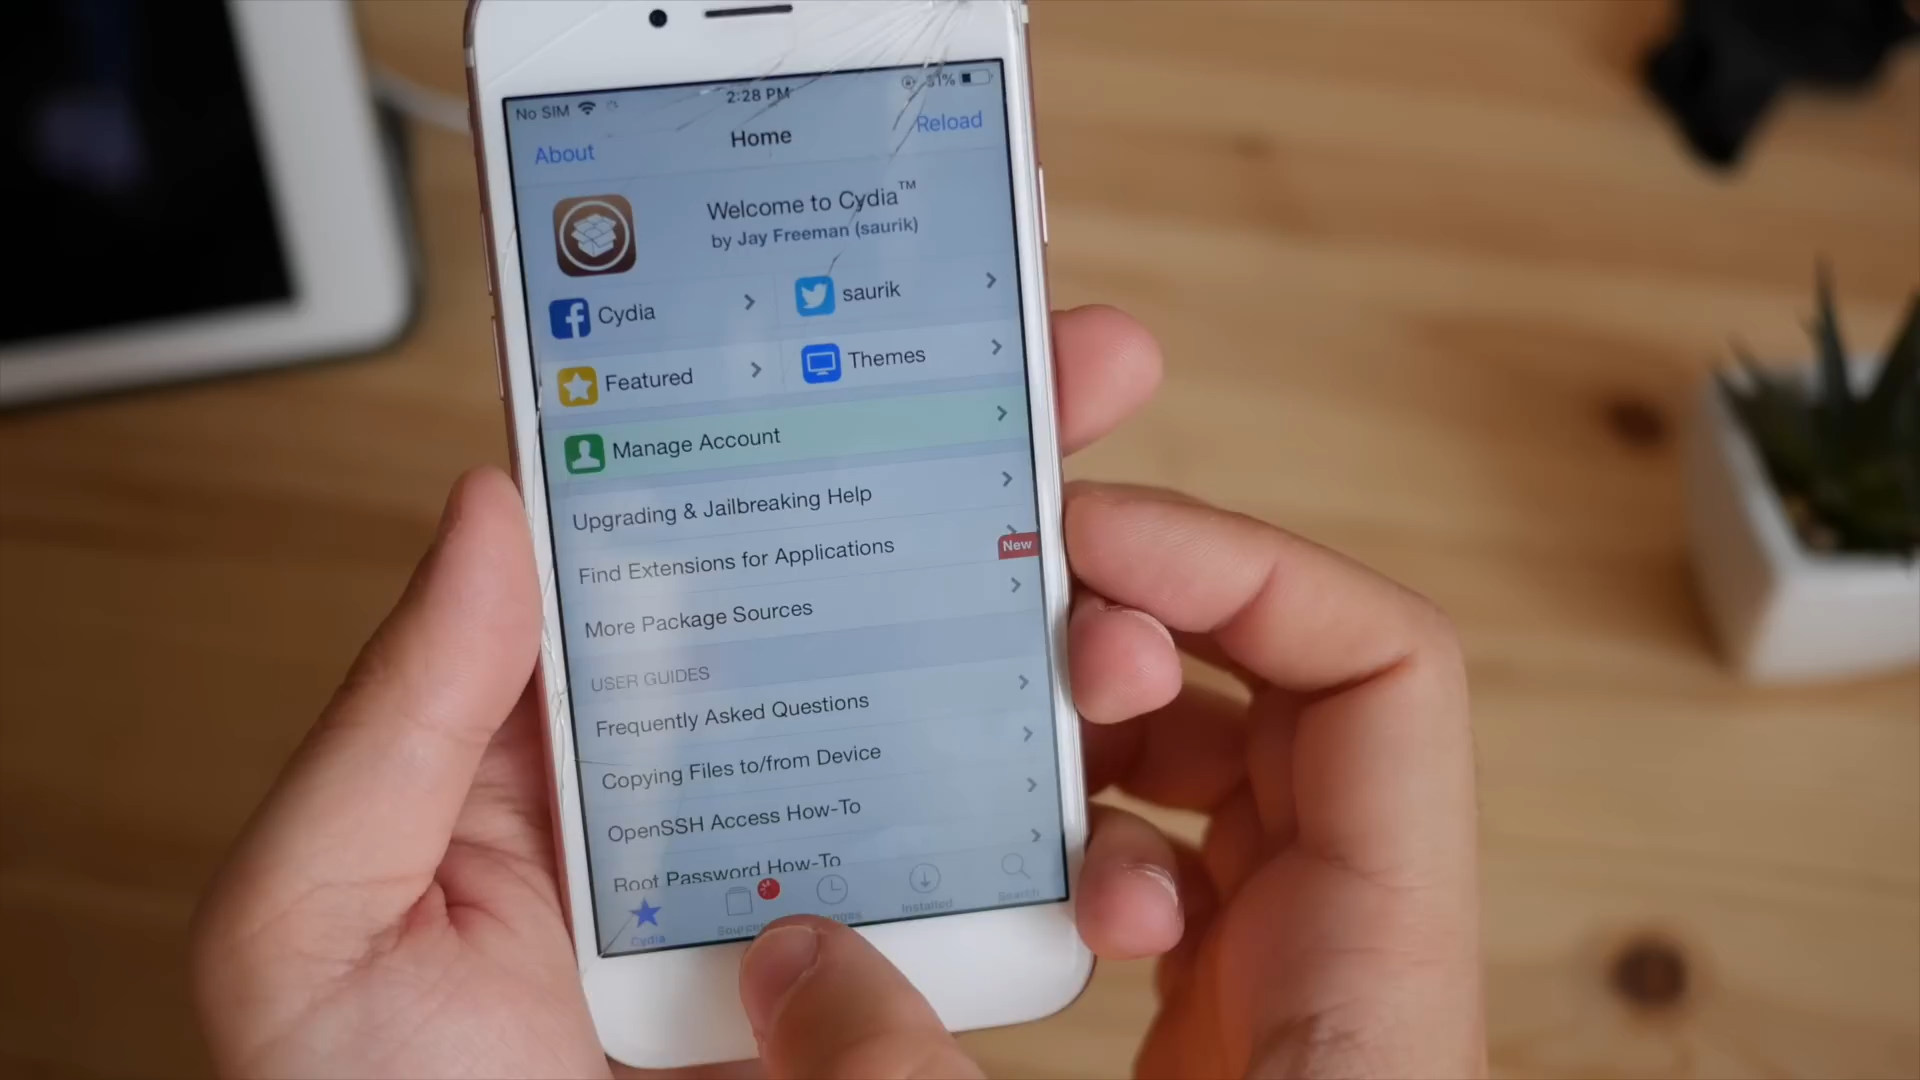 No SIM
2:28 PM
31%
About
Home
Reload
Welcome to Cydia™
by Jay Freeman (saurik)
Cydia
saurik
Featured
Themes
Manage Account
Upgrading & Jailbreaking Help
Find Extensions for Applications
New
More Package Sources
USER GUIDES
Frequently Asked Questions
Copying Files to/from Device
OpenSSH Access How-To
Root Password How-To
Cydia
Installed
Search